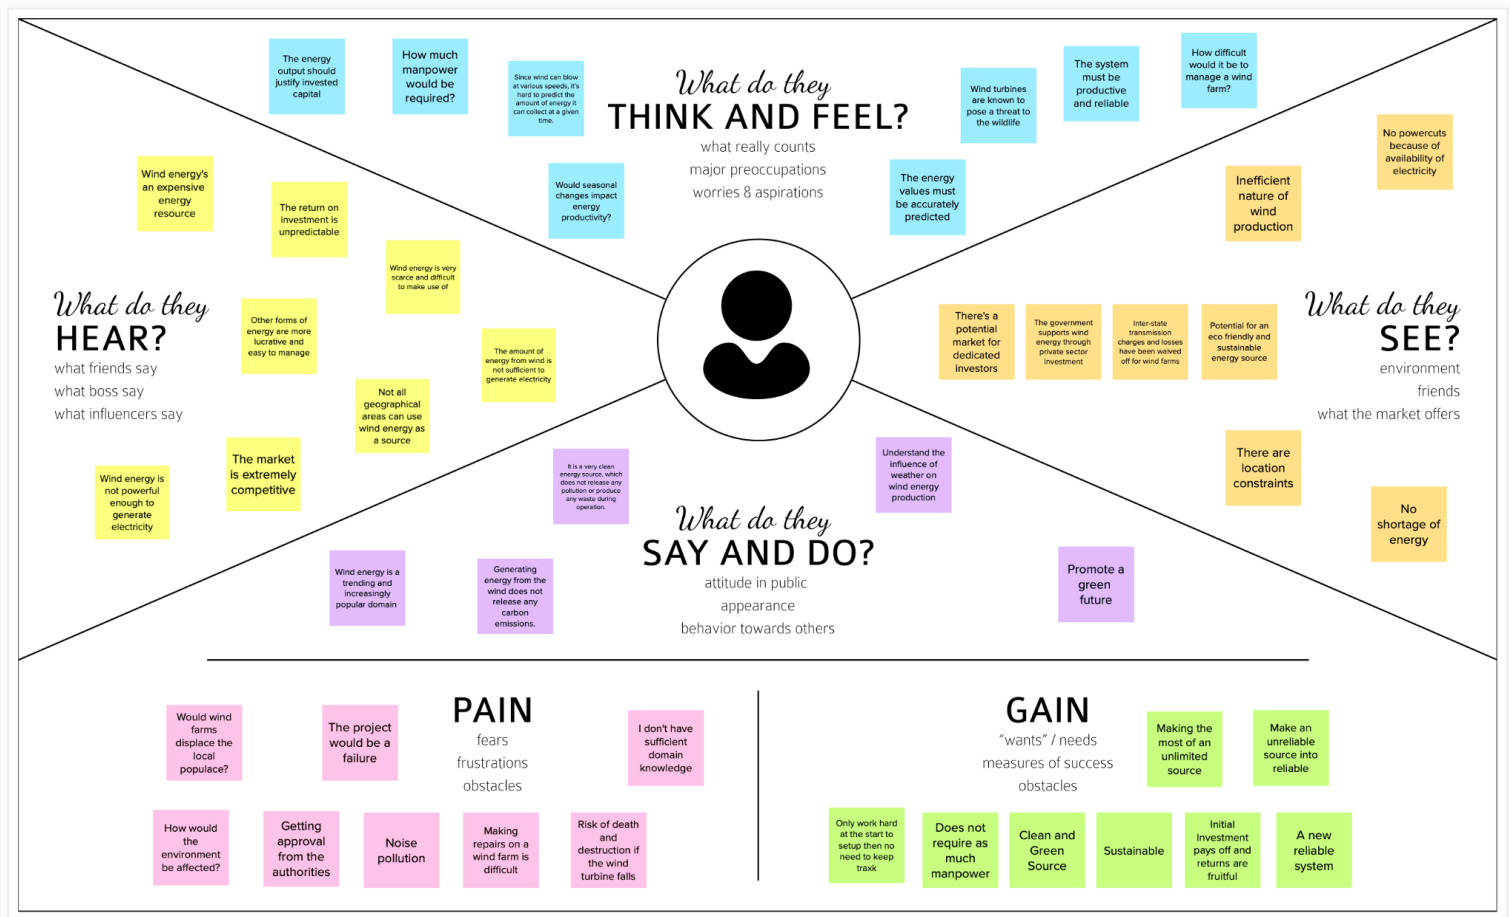 What do they
THINK AND FEEL?
what really counts
major preoccupations
worries & aspirations
The energy
output should
justify invested
capital
How much
manpower
would be
required?
Since wind can blow
at various speeds, it's
hard to predict the
amount of energy it
can collect at a given
time.
Would seasonal
changes impact
energy
productivity?
Wind turbines
are known to
pose a threat to
the wildlife
The system
must be
productive
and reliable
How difficult
would it be to
manage a wind
farm?
The energy
values must
be accurately
predicted
What do they
HEAR?
what friends say
what boss say
what influencers say
Wind energy's
an expensive
energy
resource
The return on
investment is
unpredictable
Wind energy is very
scarce and difficult
to make use of
Other forms of
energy are more
lucrative and
easy to manage
The amount of
energy from wind is
not sufficient to
generate electricity
Not all
geographical
areas can use
wind energy as
a source
The market
is extremely
competitive
Wind energy is
not powerful
enough to
generate
electricity
What do they
SEE?
environment
friends
what the market offers
No powercuts
because of
availability of
electricity
Inefficient
nature of
wind
production
There's a
potential
market for
dedicated
investors
The government
supports wind
energy through
private sector
investment
Inter-state
transmission
charges and losses
have been waived
off for wind farms
Potential for an
eco friendly and
sustainable
energy source
There are
location
constraints
No
shortage of
energy
What do they
SAY AND DO?
attitude in public
appearance
behavior towards others
It is a very clean
energy source, which
does not release any
pollution or produce
any waste during
operation.
Understand the
influence of
weather on
wind energy
production
Wind energy is a
trending and
increasingly
popular domain
Generating
energy from the
wind does not
release any
carbon
emissions.
Promote a
green
future
PAIN
fears
frustrations
obstacles
Would wind
farms
displace the
local
populace?
The project
would be a
failure
I don't have
sufficient
domain
knowledge
How would
the
environment
be affected?
Getting
approval
from the
authorities
Noise
pollution
Making
repairs on a
wind farm is
difficult
Risk of death
and
destruction if
the wind
turbine falls
GAIN
"wants" / needs
measures of success
obstacles
Making the
most of an
unlimited
source
Make an
unreliable
source into
reliable
Only work hard
at the start to
setup then no
need to keep
traxk
Does not
require as
much
manpower
Clean and
Green
Source
Sustainable
Initial
Investment
pays off and
returns are
fruitful
A new
reliable
system